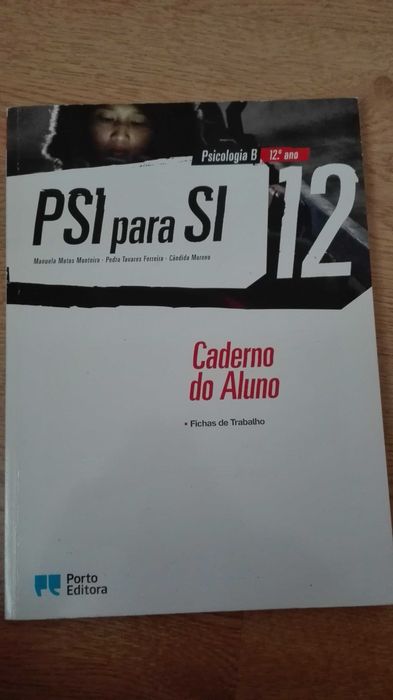 Psicologia B 12.º ano
PSI para SI 12
Manuela Matos Monteiro · Pedro Tavares Ferreira · Cândida Moreno
Caderno
do Aluno
• Fichas de Trabalho
Porto
Editora